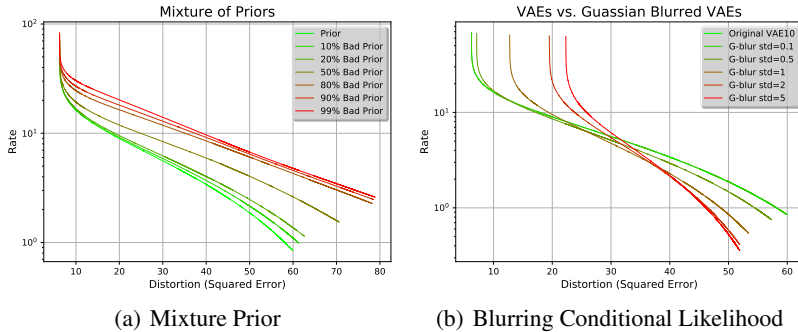 Mixture of Priors
Rate
10²
10¹
10⁰
Prior
10% Bad Prior
20% Bad Prior
50% Bad Prior
80% Bad Prior
90% Bad Prior
99% Bad Prior
10 20 30 40 50 60 70 80
Distortion (Squared Error)
(a) Mixture Prior
VAEs vs. Guassian Blurred VAEs
Rate
10¹
10⁰
Original VAE10
G-blur std=0.1
G-blur std=0.5
G-blur std=1
G-blur std=2
G-blur std=5
10 20 30 40 50 60
Distortion (Squared Error)
(b) Blurring Conditional Likelihood